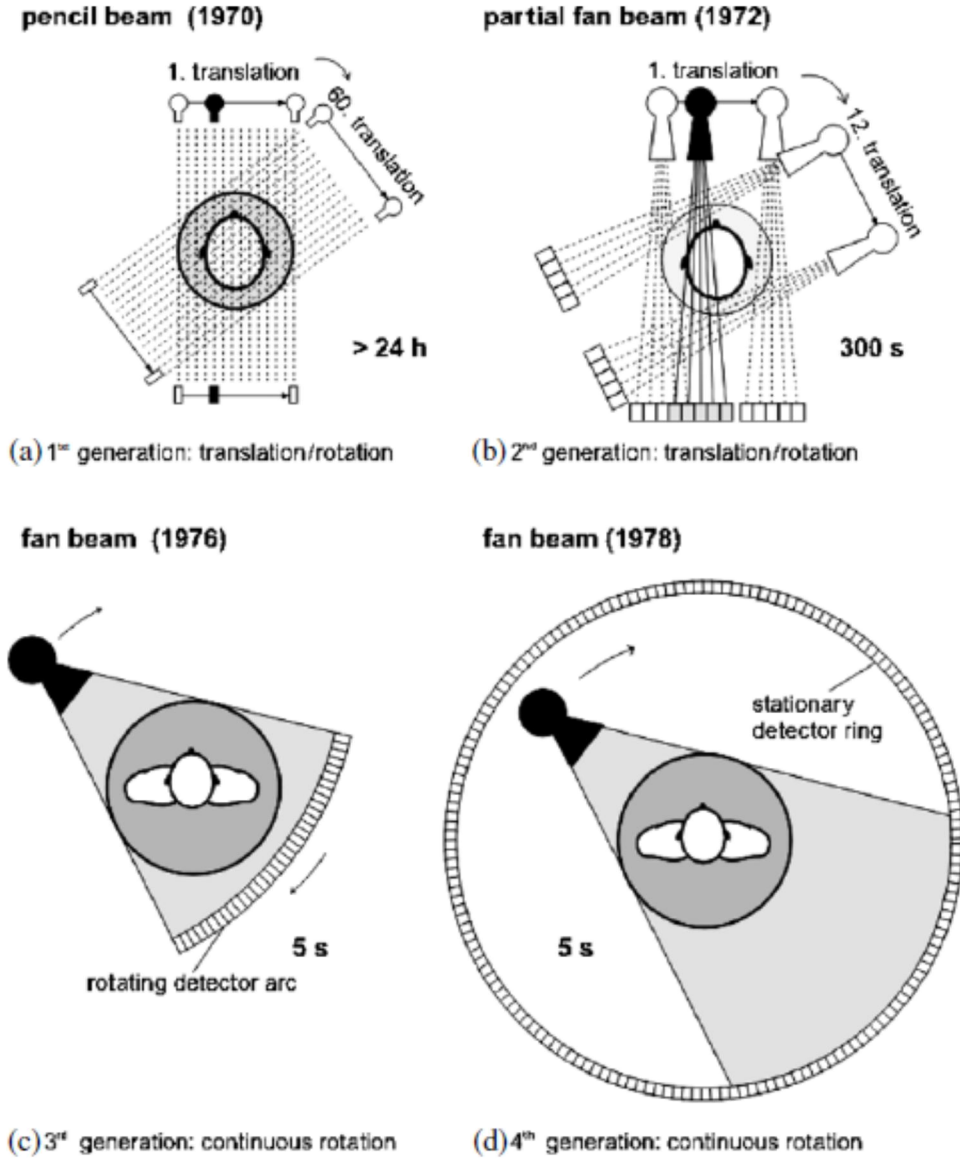 pencil beam (1970)
1. translation
60. translation
> 24 h
(a) 1st generation: translation/rotation
partial fan beam (1972)
1. translation
12. translation
300 s
(b) 2nd generation: translation/rotation
fan beam (1976)
5 s
rotating detector arc
(c) 3rd generation: continuous rotation
fan beam (1978)
stationary
detector ring
5 s
(d) 4th generation: continuous rotation